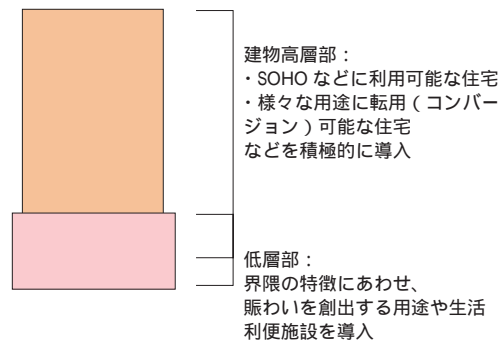 建物高層部：
・SOHO などに利用可能な住宅
・様々な用途に転用（コンバー
ジョン）可能な住宅
などを積極的に導入
低層部：
界隈の特徴にあわせ、
賑わいを創出する用途や生活
利便施設を導入